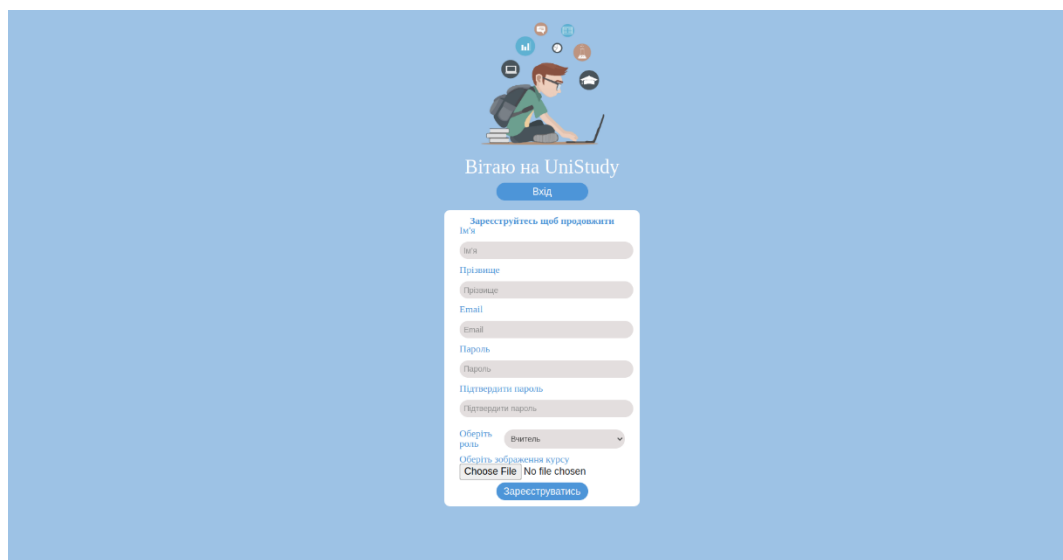 Вітаю на UniStudy
Вхід
Зареєструйтесь щоб продовжити
Ім'я
Ім'я
Прізвище
Прізвище
Email
Email
Пароль
Пароль
Підтвердити пароль
Підтвердити пароль
Оберіть
роль
Вчитель
Оберіть зображення курсу
Choose File No file chosen
Зареєструватись